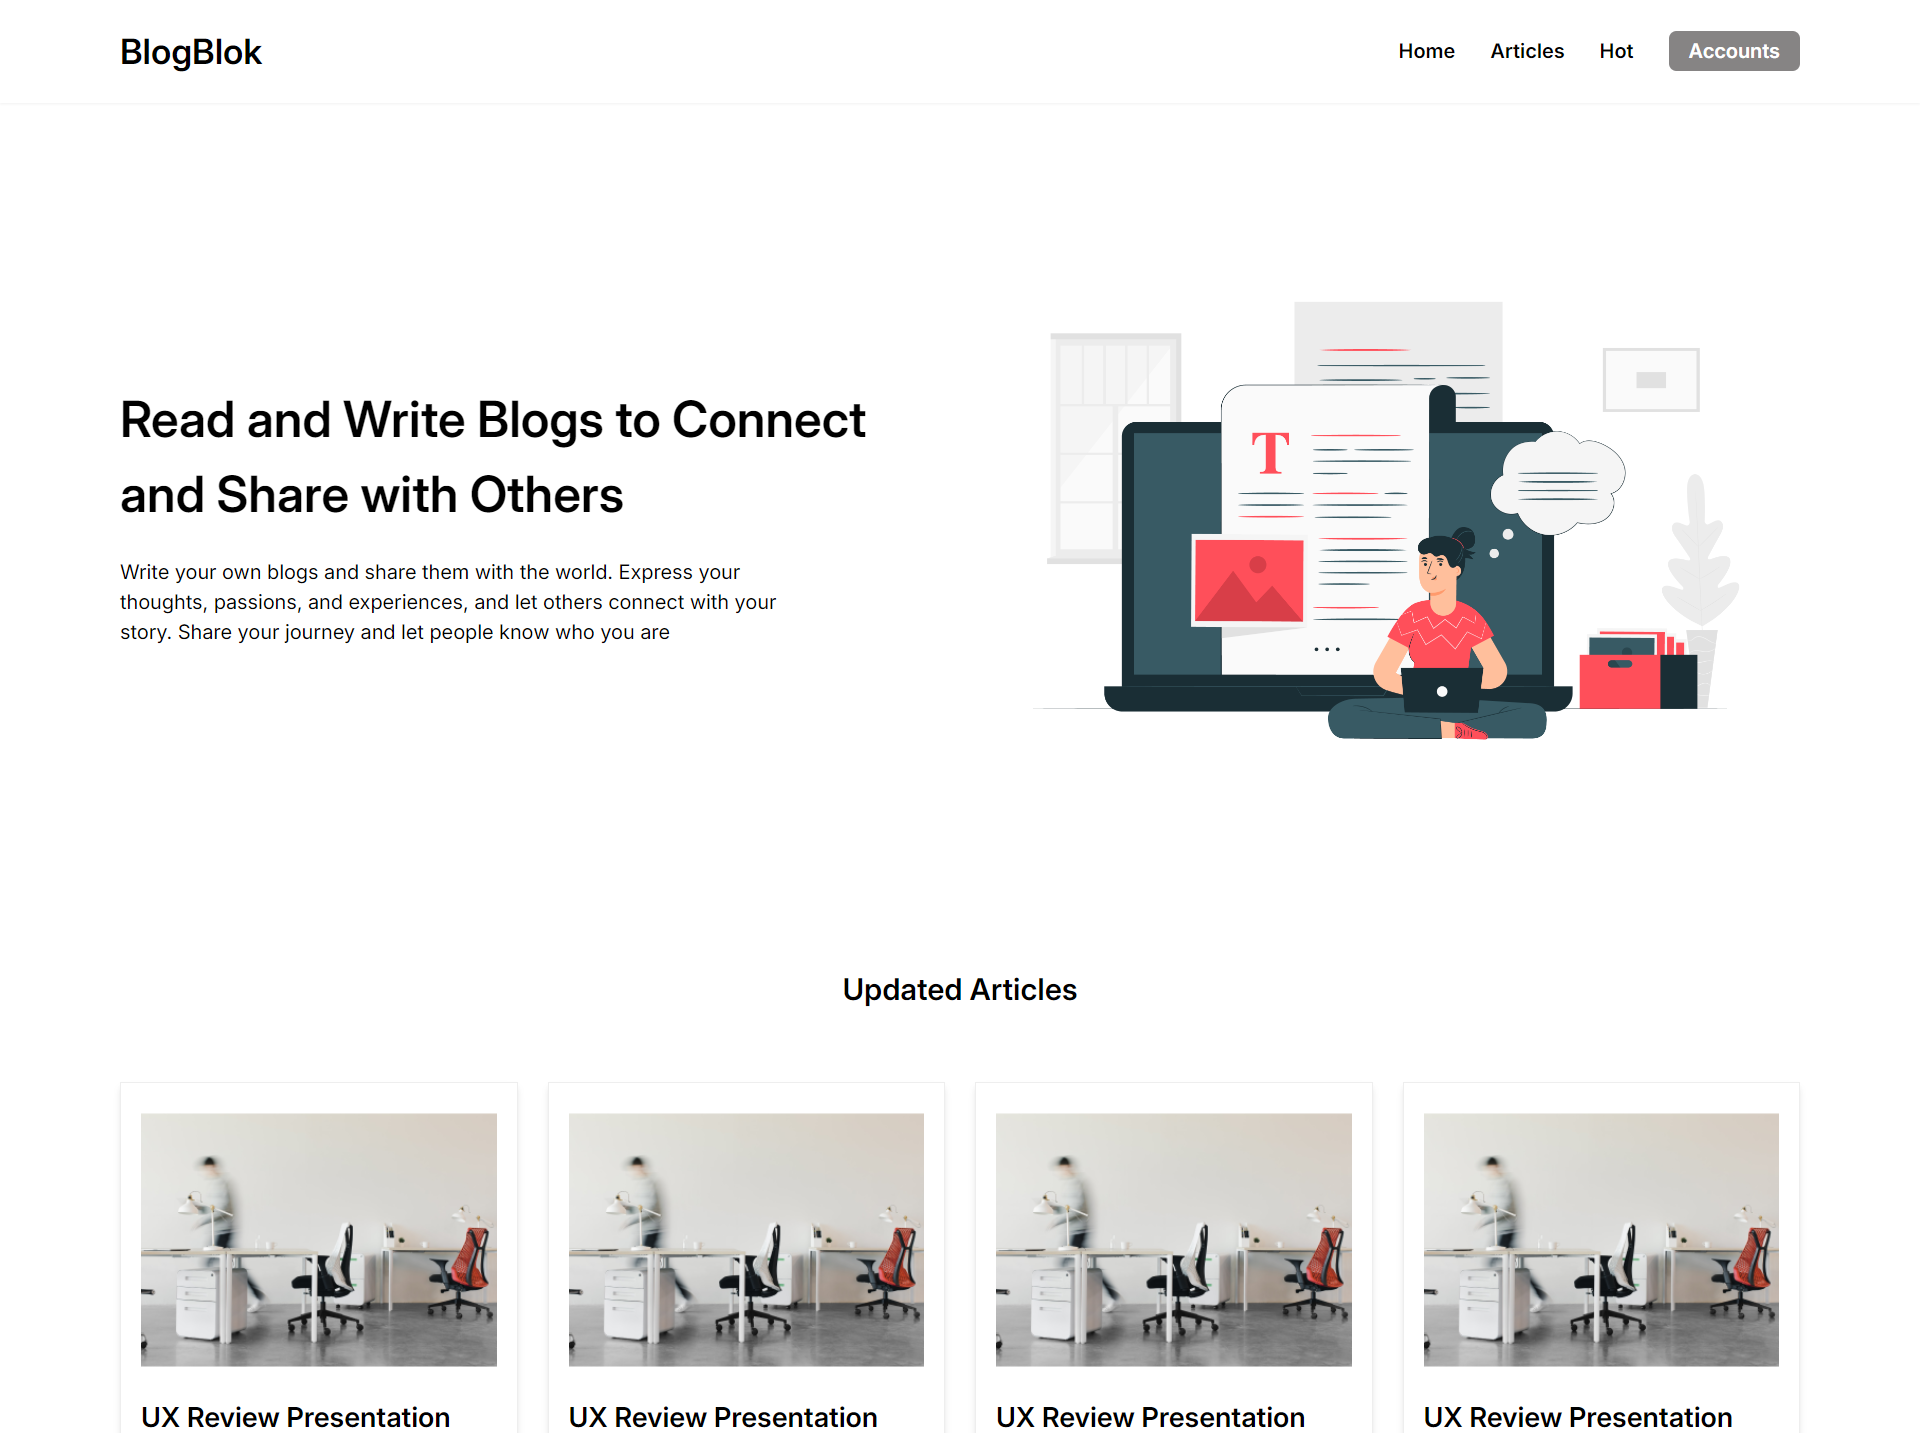 BlogBlok
Home Articles Hot Accounts
Read and Write Blogs to Connect
and Share with Others
Write your own blogs and share them with the world. Express your
thoughts, passions, and experiences, and let others connect with your
story. Share your journey and let people know who you are
T
Updated Articles
UX Review Presentation
UX Review Presentation
UX Review Presentation
UX Review Presentation